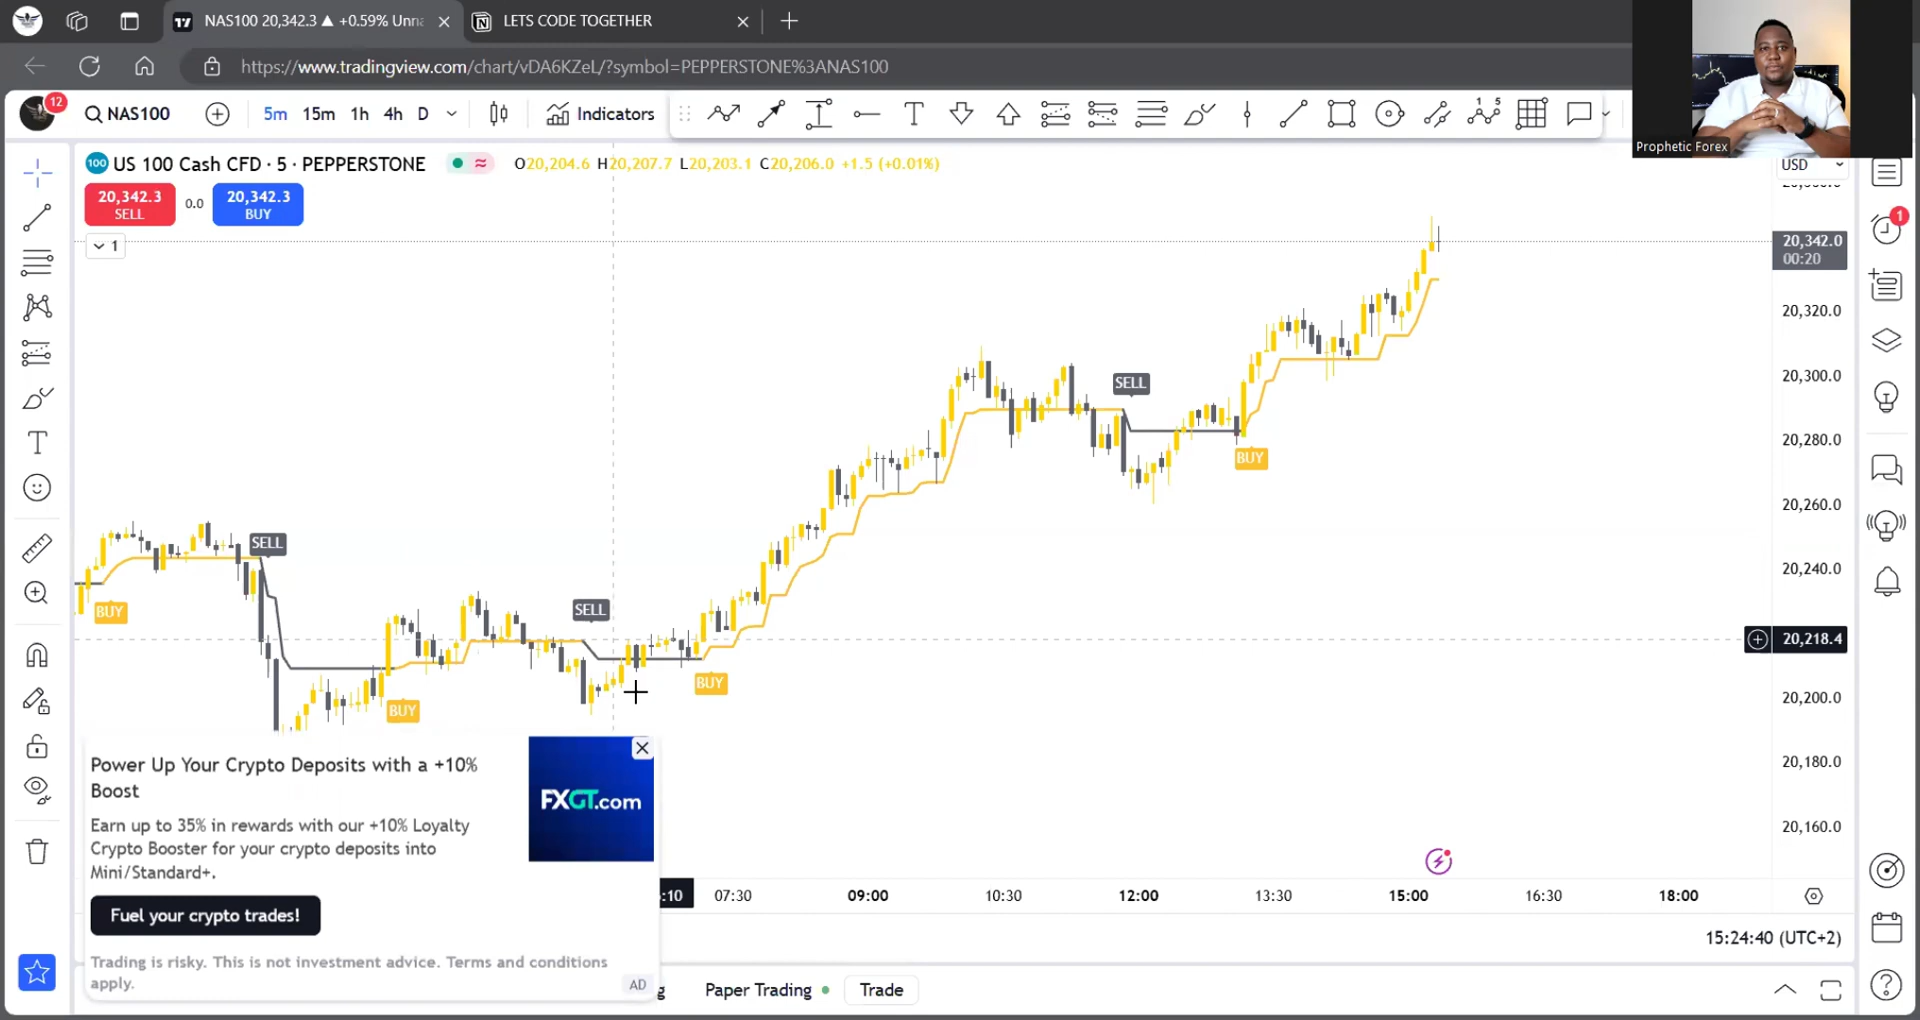 NAS100 20,342.3 ▲ +0.59% Unna
LETS CODE TOGETHER
https://www.tradingview.com/chart/vDA6KZeL/?symbol=PEPPERSTONE%3ANAS100
Prophetic Forex
12
NAS100
5m 15m 1h 4h D
Indicators
T
1 5
100 US 100 Cash CFD · 5 · PEPPERSTONE
O20,204.6 H20,207.7 L20,203.1 C20,206.0 +1.5 (+0.01%)
USD
20,342.3
SELL
0.0
20,342.3
BUY
1
1
20,342.0
00:20
20,320.0
20,300.0
20,280.0
20,260.0
20,240.0
20,218.4
20,200.0
20,180.0
20,160.0
SELL
BUY
SELL
BUY
SELL
BUY
SELL
BUY
Power Up Your Crypto Deposits with a +10%
Boost
Earn up to 35% in rewards with our +10% Loyalty
Crypto Booster for your crypto deposits into
Mini/Standard+.
Fuel your crypto trades!
Trading is risky. This is not investment advice. Terms and conditions
apply.
AD
FXGT.com
:10 07:30 09:00 10:30 12:00 13:30 15:00 16:30 18:00
15:24:40 (UTC+2)
g Paper Trading Trade